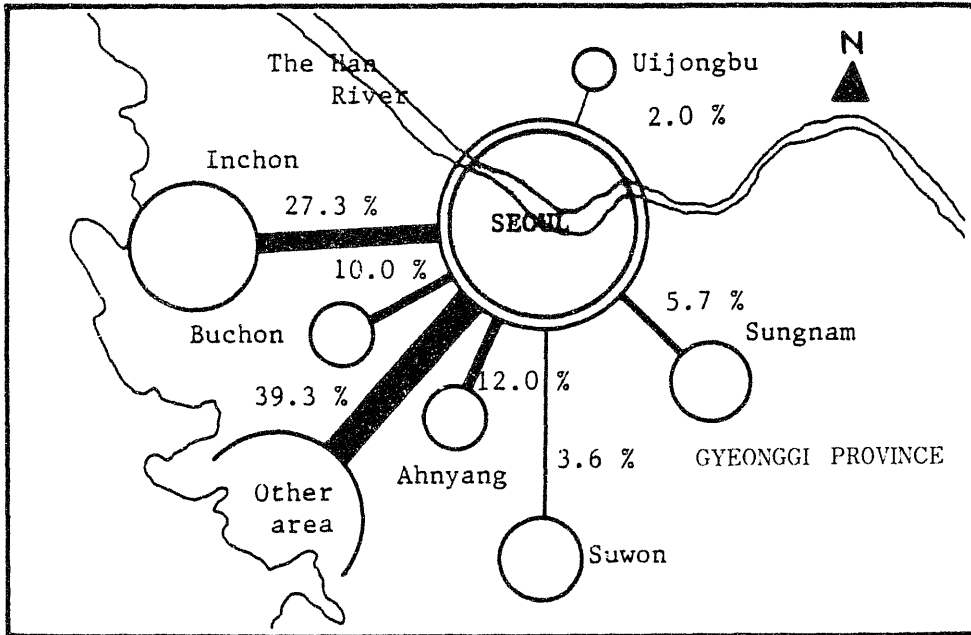 N
The Han
River
Uijongbu
2.0 %
Inchon
27.3 %
SEOUL
10.0 %
Buchon
5.7 %
Sungnam
39.3 %
12.0 %
Ahnyang
3.6 %
GYEONGGI PROVINCE
Other
area
Suwon